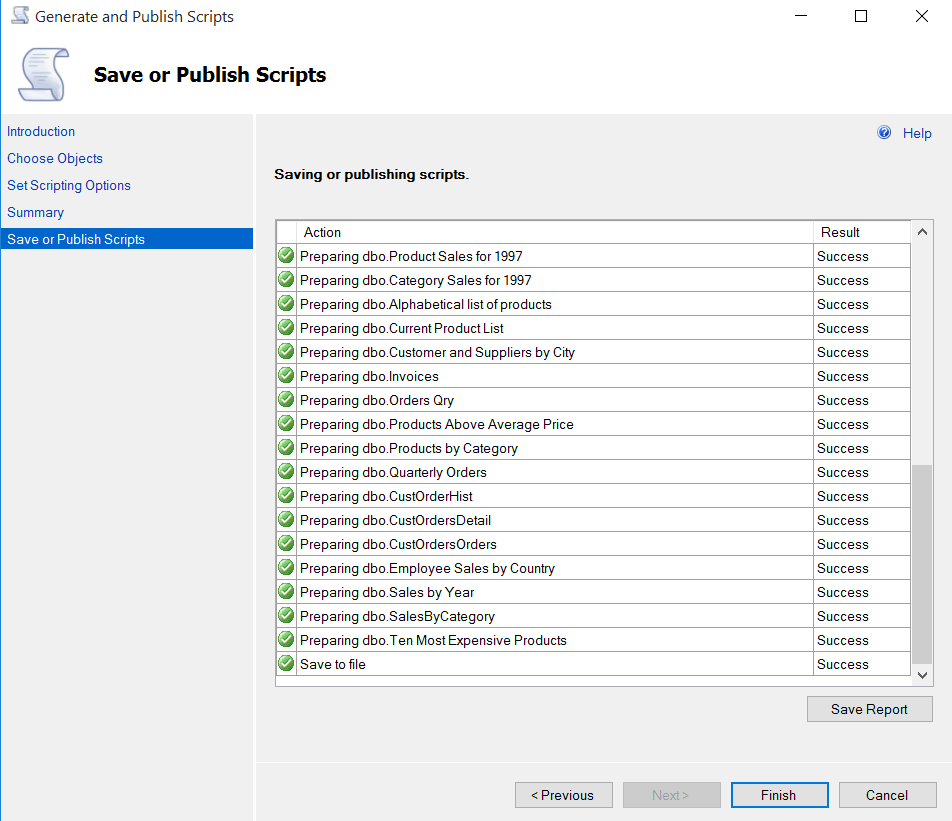 Generate and Publish Scripts
Save or Publish Scripts
Introduction
Choose Objects
Set Scripting Options
Summary
Save or Publish Scripts
Help
Saving or publishing scripts.
Action Result
Preparing dbo.Product Sales for 1997 Success
Preparing dbo.Category Sales for 1997 Success
Preparing dbo.Alphabetical list of products Success
Preparing dbo.Current Product List Success
Preparing dbo.Customer and Suppliers by City Success
Preparing dbo.Invoices Success
Preparing dbo.Orders Qry Success
Preparing dbo.Products Above Average Price Success
Preparing dbo.Products by Category Success
Preparing dbo.Quarterly Orders Success
Preparing dbo.CustOrderHist Success
Preparing dbo.CustOrdersDetail Success
Preparing dbo.CustOrdersOrders Success
Preparing dbo.Employee Sales by Country Success
Preparing dbo.Sales by Year Success
Preparing dbo.SalesByCategory Success
Preparing dbo.Ten Most Expensive Products Success
Save to file Success
Save Report
< Previous Next > Finish Cancel